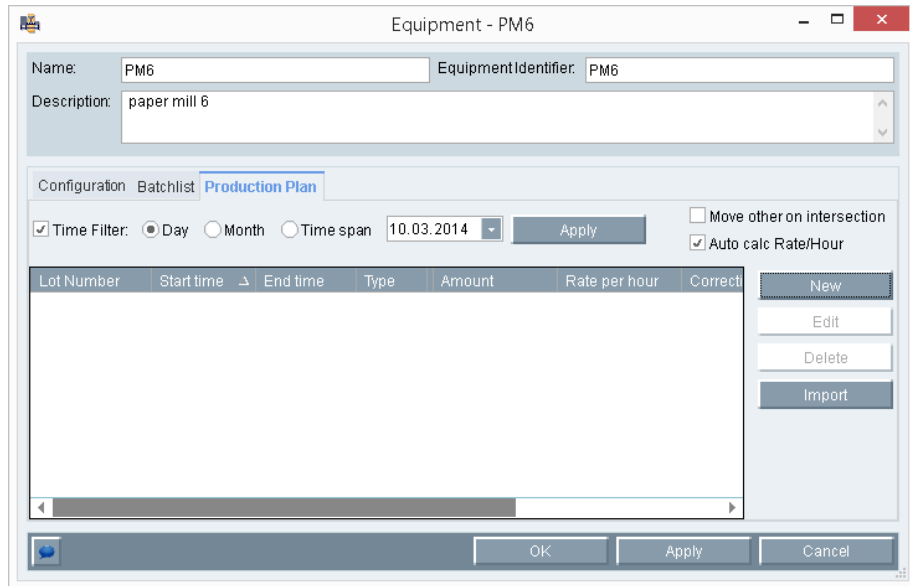 Equipment - PM6
Name: PM6 Equipment Identifier: PM6
Description: paper mill 6
Configuration Batchlist Production Plan
Time Filter: Day Month Time span 10.03.2014 Apply
Move other on intersection
Auto calc Rate/Hour
Lot Number Start time End time Type Amount Rate per hour Correcti
New
Edit
Delete
Import
OK Apply Cancel